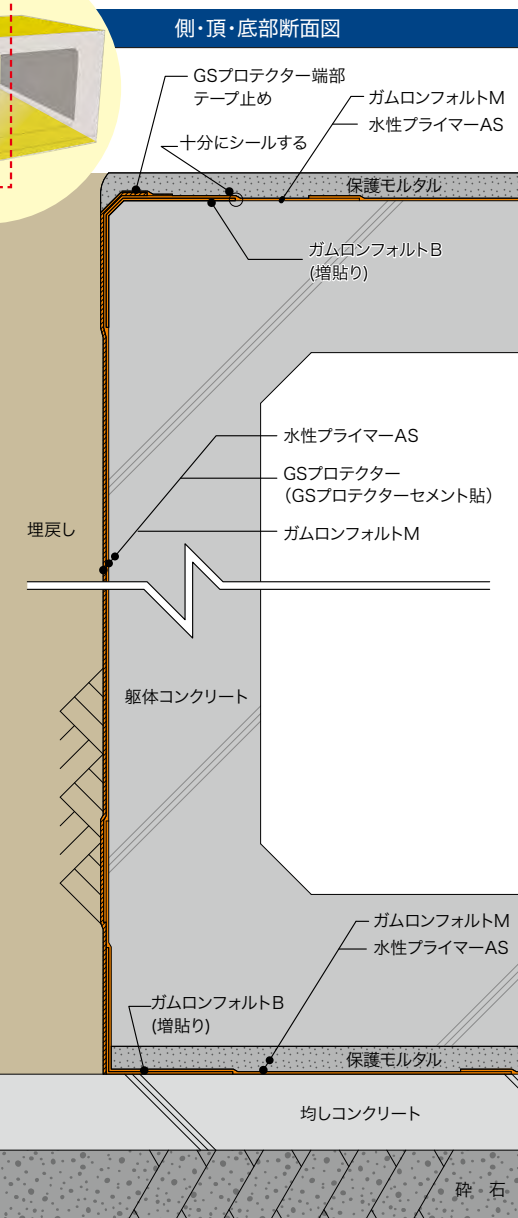 側・頂・底部断面図
GSプロテクター端部
テープ止め
ガムロンフォルトM
水性プライマーAS
十分にシールする
保護モルタル
ガムロンフォルトB
(増貼り)
水性プライマーAS
GSプロテクター
（GSプロテクターセメント貼）
埋戻し
ガムロンフォルトM
躯体コンクリート
ガムロンフォルトM
水性プライマーAS
ガムロンフォルトB
(増貼り)
保護モルタル
均しコンクリート
砕　石